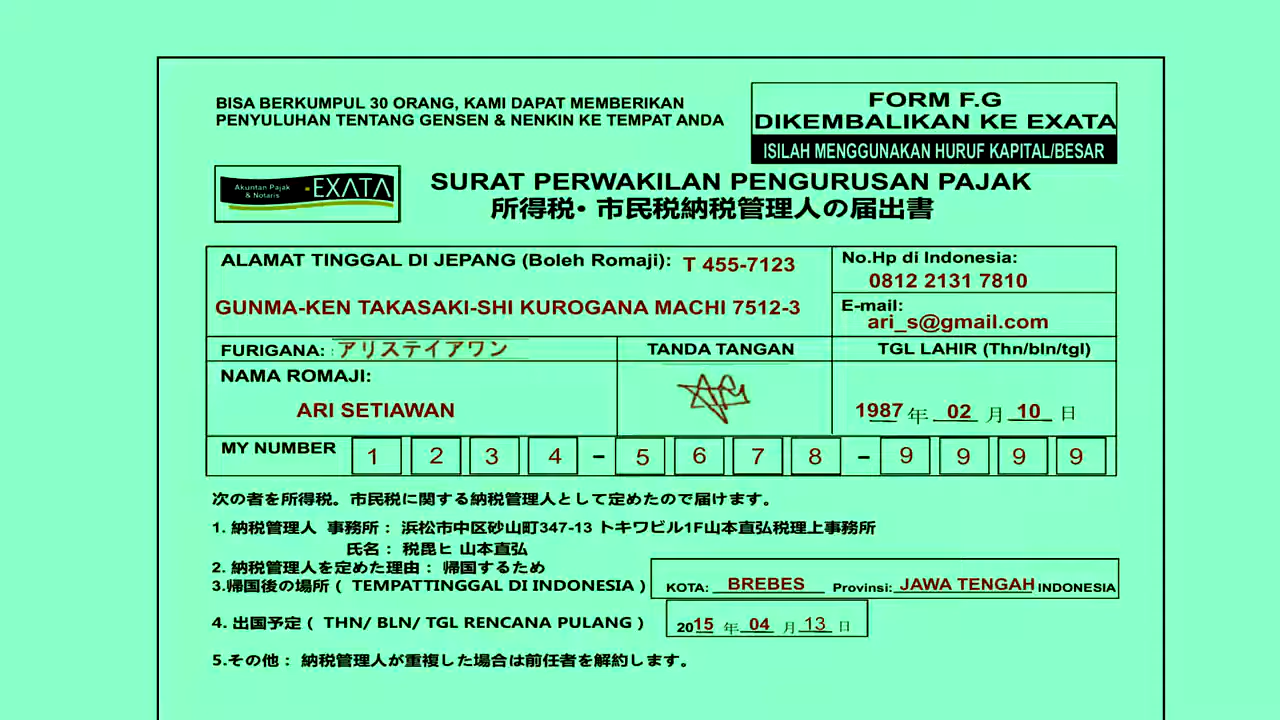 BISA BERKUMPUL 30 ORANG, KAMI DAPAT MEMBERIKAN
PENYULUHAN TENTANG GENSEN & NENKIN KE TEMPAT ANDA
FORM F.G
DIKEMBALIKAN KE EXATA
ISILAH MENGGUNAKAN HURUF KAPITAL/BESAR
Akuntan Pajak
& Notaris
EXATA
SURAT PERWAKILAN PENGURUSAN PAJAK
所得税・市民税納税管理人の届出書
ALAMAT TINGGAL DI JEPANG (Boleh Romaji): T 455-7123
GUNMA-KEN TAKASAKI-SHI KUROGANA MACHI 7512-3
No.Hp di Indonesia:
0812 2131 7810
E-mail:
ari_s@gmail.com
FURIGANA: アリステイアワン
TANDA TANGAN
TGL LAHIR (Thn/bln/tgl)
NAMA ROMAJI:
ARI SETIAWAN
1987 年 02 月 10 日
MY NUMBER 1 2 3 4 - 5 6 7 8 - 9 9 9 9
次の者を所得税。市民税に関する納税管理人として定めたので届けます。
1. 納税管理人 事務所： 浜松市中区砂山町347-13 トキワビル1F山本直弘税理上事務所
氏名： 税毘ヒ 山本直弘
2. 納税管理人を定めた理由： 帰国するため
3.帰国後の場所 ( TEMPATTINGGAL DI INDONESIA ) KOTA: BREBES Provinsi: JAWA TENGAH INDONESIA
4. 出国予定 ( THN/ BLN/ TGL RENCANA PULANG ) 2015 年 04 月 13 日
5.その他： 納税管理人が重複した場合は前任者を解約します。